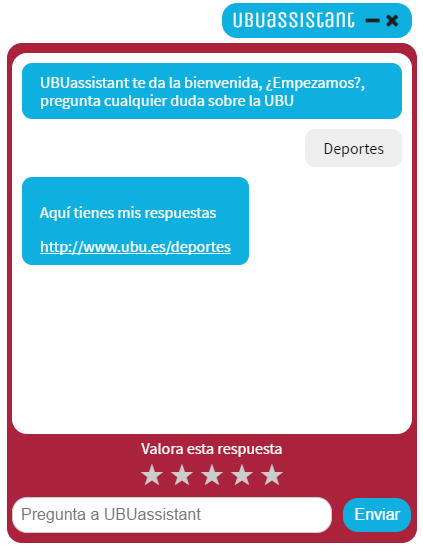 UBUassistant
UBUassistant te da la bienvenida, ¿Empezamos?,
pregunta cualquier duda sobre la UBU
Deportes
Aquí tienes mis respuestas
http://www.ubu.es/deportes
Valora esta respuesta
Pregunta a UBUassistant
Enviar